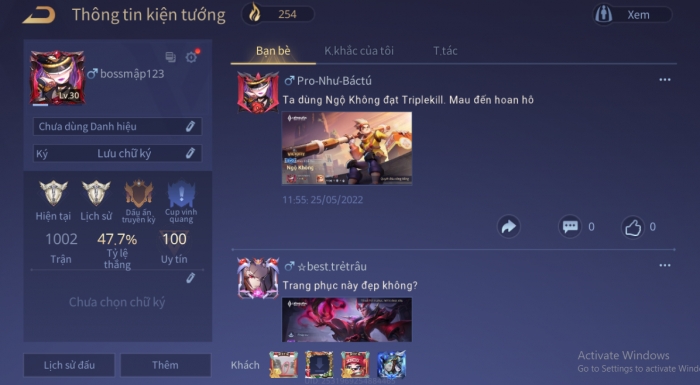 Thông tin kiện tướng
254
Xem
bossmập123
Lv.30
Chưa dùng Danh hiệu
Ký
Lưu chữ ký
Hiện tại
Lịch sử
Dấu ấn truyền kỳ
Cup vinh quang
1002
47.7%
100
Trận
Tỷ lệ thắng
Uy tín
Chưa chọn chữ ký
Lịch sử đấu
Thêm
Bạn bè
K.khắc của tôi
T.tác
Pro-Như-Báctú
Ta dùng Ngộ Không đạt Triplekill. Mau đến hoan hô
Ngộ Không
11:55 25/05/2022
0
0
☆best.trẻtrâu
Trang phục này đẹp không?
Khách
Activate Windows
Go to Settings to activate Wind